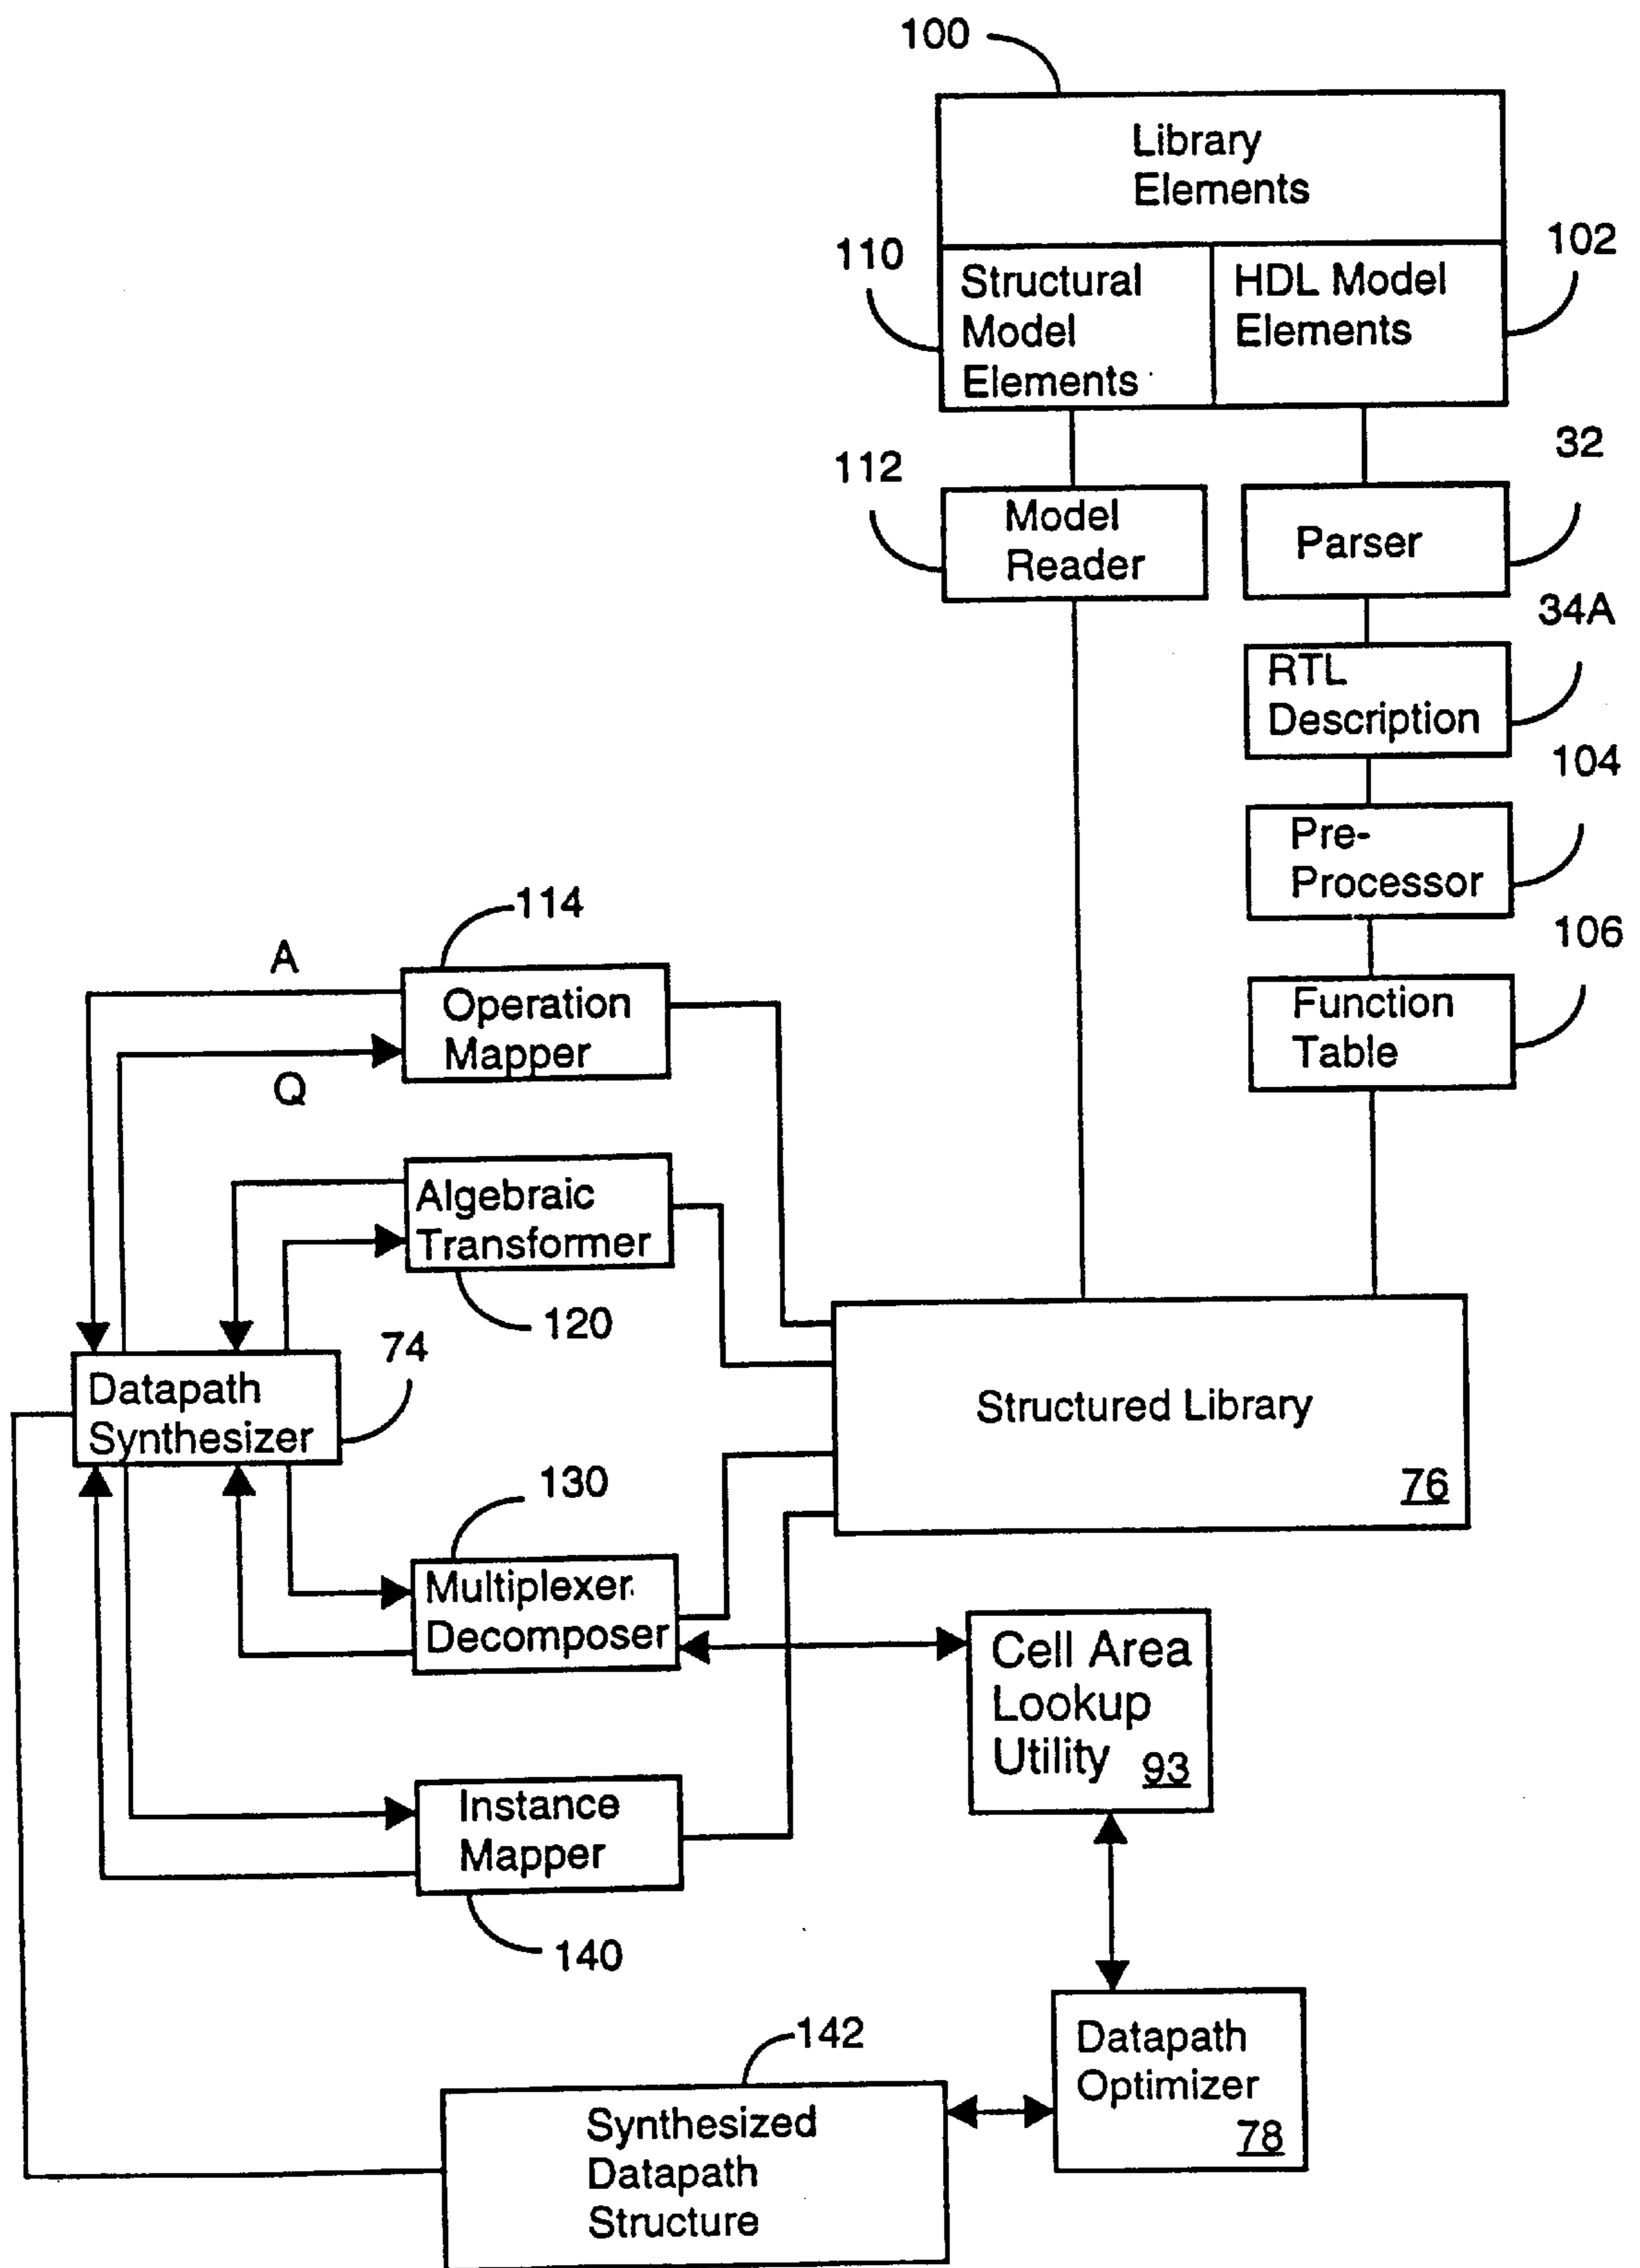 100
Library
Elements
110
Structural
Model
Elements
HDL Model
Elements
102
112
Model
Reader
Parser
32
RTL
Description
34A
Pre-
Processor
104
Function
Table
106
114
A
Operation
Mapper
Q
Algebraic
Transformer
120
74
Datapath
Synthesizer
Structured Library
76
130
Multiplexer
Decomposer
Cell Area
Lookup
Utility 93
Instance
Mapper
140
142
Datapath
Optimizer
78
Synthesized
Datapath
Structure